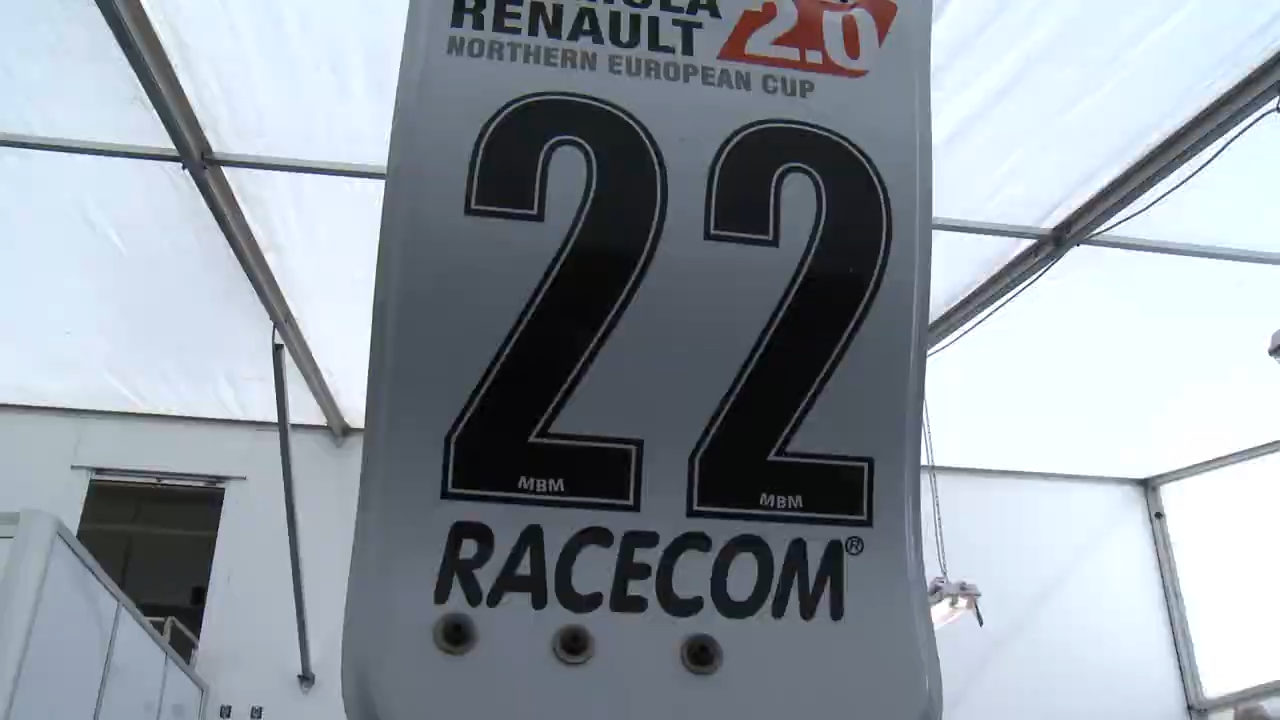 RENAULT 2.0
NORTHERN EUROPEAN CUP
22
MBM MBM
RACECOM®